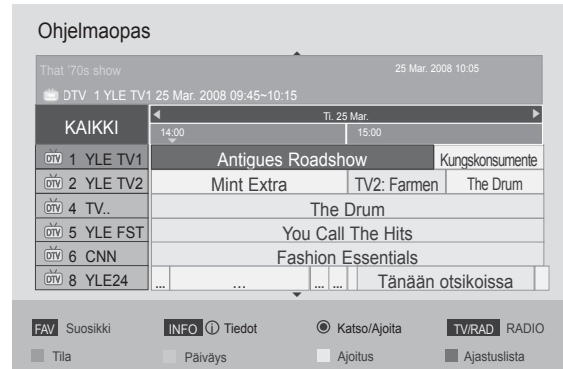 Ohjelmaopas
That '70s show 25 Mar. 2008 10:05
DTV 1 YLE TV1 25 Mar. 2008 09:45~10:15
KAIKKI Ti. 25 Mar.
14:00 15:00
DTV 1 YLE TV1 Antigues Roadshow Kungskonsumente
DTV 2 YLE TV2 Mint Extra TV2: Farmen The Drum
DTV 4 TV.. The Drum
DTV 5 YLE FST You Call The Hits
DTV 6 CNN Fashion Essentials
DTV 8 YLE24 ... ... ... ... Tänään otsikoissa
FAV Suosikki INFO i Tiedot Katso/Ajoita TV/RAD RADIO
Tila Päiväys Ajoitus Ajastuslista